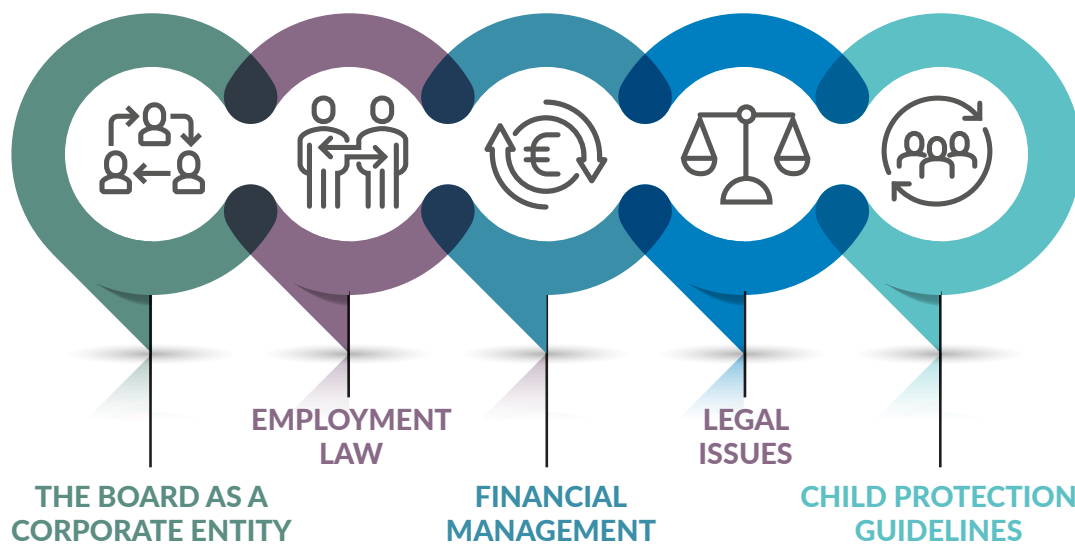 THE BOARD AS A
CORPORATE ENTITY
EMPLOYMENT
LAW
€
FINANCIAL
MANAGEMENT
LEGAL
ISSUES
CHILD PROTECTION
GUIDELINES